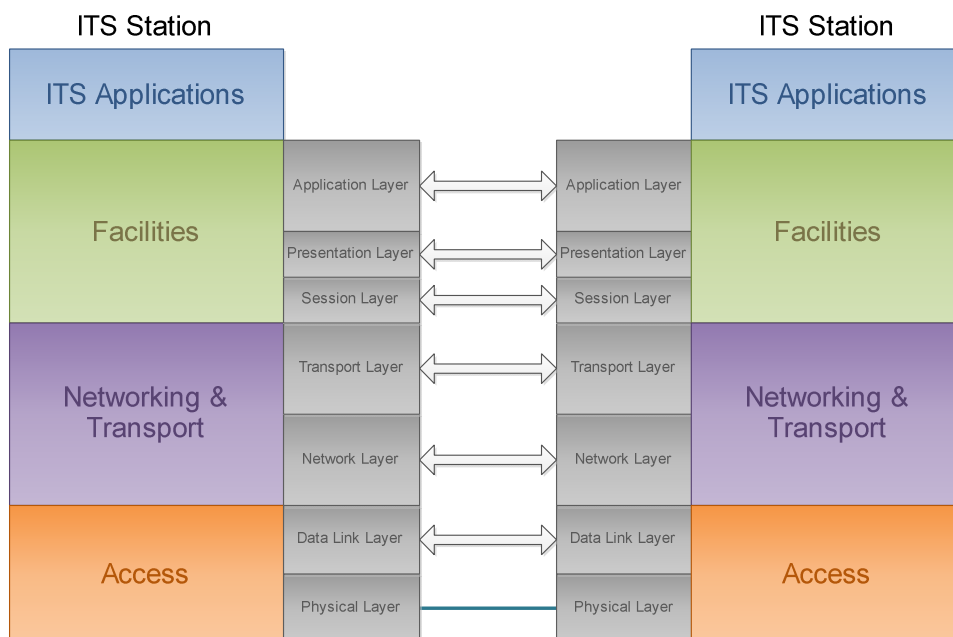 ITS Station
ITS Station
ITS Applications
ITS Applications
Facilities
Application Layer
Application Layer
Facilities
Presentation Layer
Presentation Layer
Session Layer
Session Layer
Networking &
Transport
Transport Layer
Transport Layer
Networking &
Transport
Network Layer
Network Layer
Access
Data Link Layer
Data Link Layer
Access
Physical Layer
Physical Layer